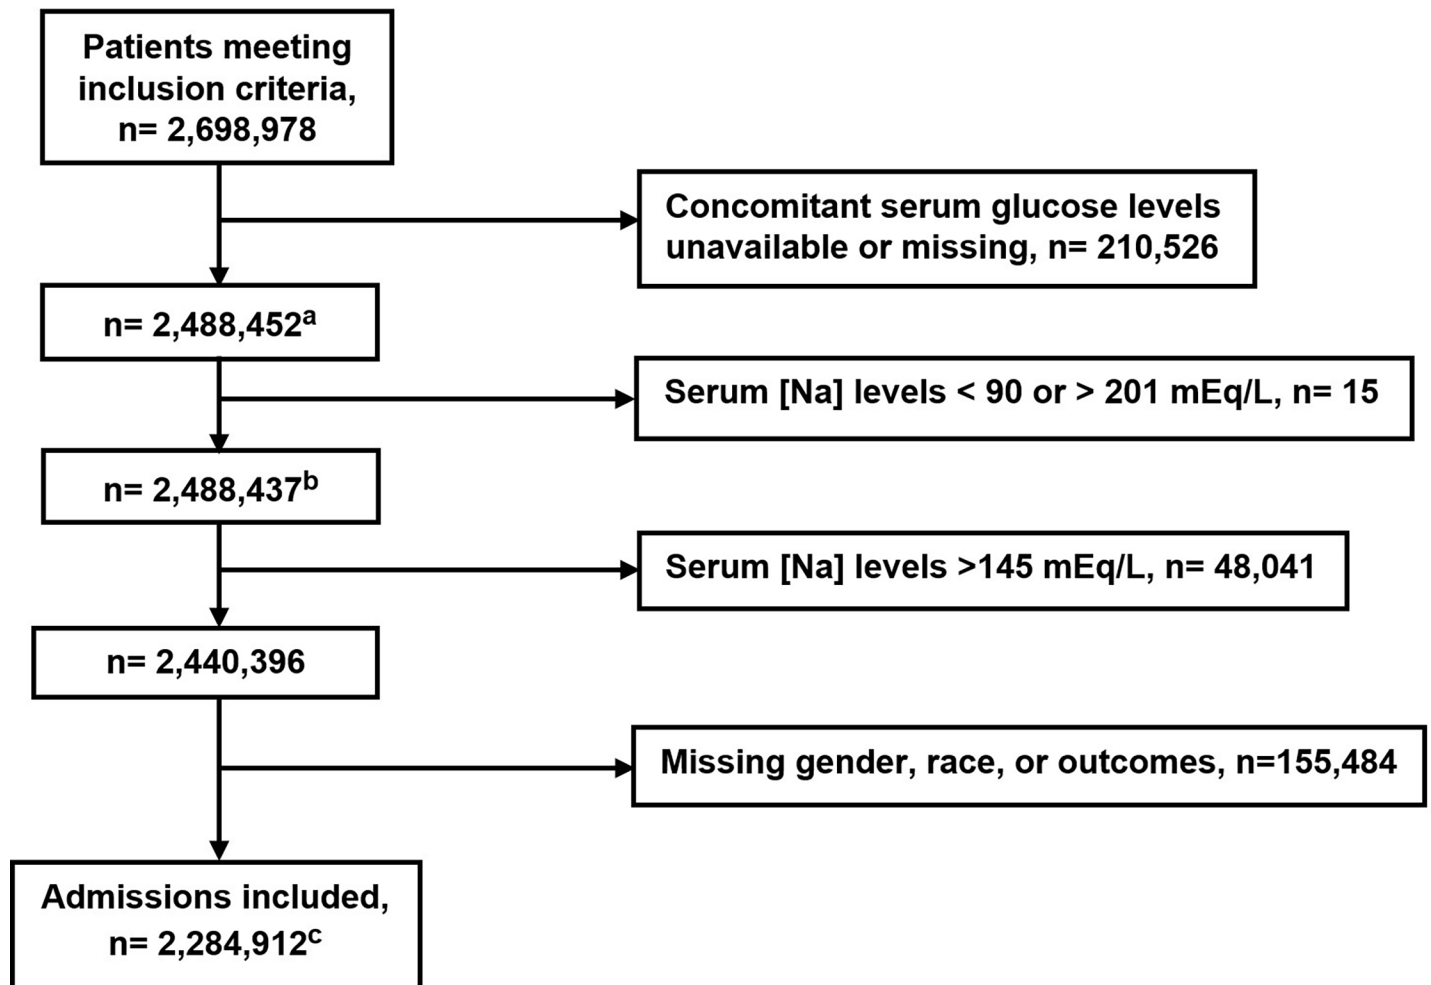 Patients meeting
inclusion criteria,
n= 2,698,978
Concomitant serum glucose levels
unavailable or missing, n= 210,526
n= 2,488,452a
Serum [Na] levels < 90 or > 201 mEq/L, n= 15
n= 2,488,437b
Serum [Na] levels >145 mEq/L, n= 48,041
n= 2,440,396
Missing gender, race, or outcomes, n=155,484
Admissions included,
n= 2,284,912c